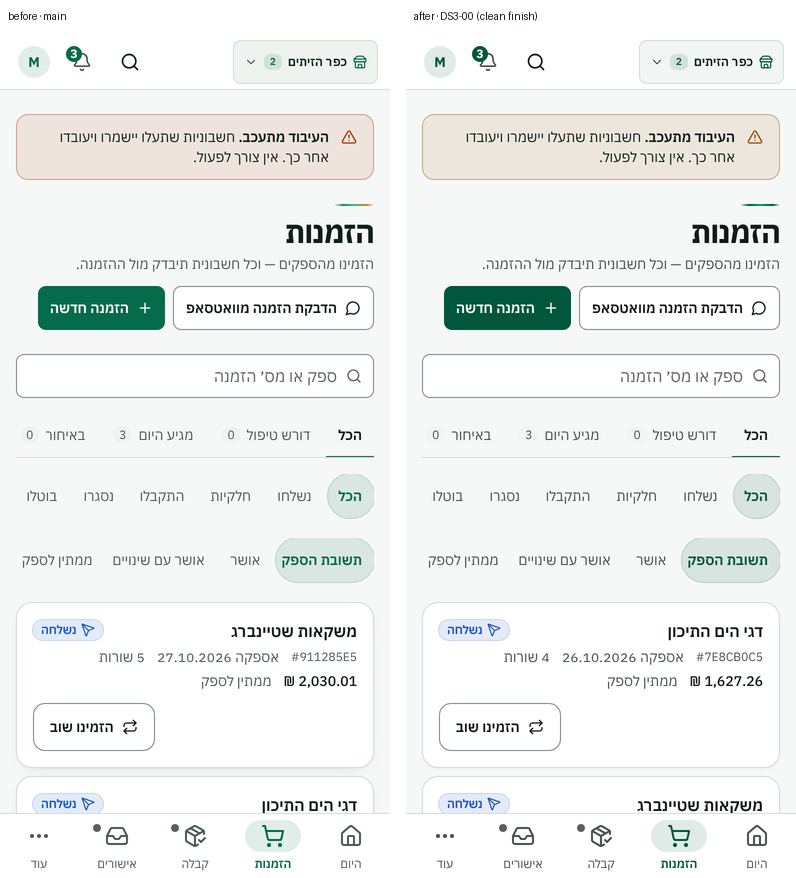 before · main
כפר הזיתים 2
3
M
העיבוד מתעכב. חשבוניות שתעלו יישמרו ויעובדו
אחר כך. אין צורך לפעול.
הזמנות
הזמינו מהספקים — וכל חשבונית תיבדק מול ההזמנה.
הדבקת הזמנה מוואטסאפ
הזמנה חדשה
ספק או מס׳ הזמנה
הכל דורש טיפול 0 מגיע היום 3 באיחור 0
הכל נשלחו חלקיות התקבלו נסגרו בוטלו
תשובת הספק אושר אושר עם שינויים ממתין לספק
משקאות שטיינברג נשלחה
#911285E5 אספקה 27.10.2026 5 שורות
2,030.01 ₪ ממתין לספק
הזמינו שוב
דגי הים התיכון נשלחה
היום הזמנות קבלה אישורים עוד
after · DS3-00 (clean finish)
כפר הזיתים 2
3
M
העיבוד מתעכב. חשבוניות שתעלו יישמרו ויעובדו
אחר כך. אין צורך לפעול.
הזמנות
הזמינו מהספקים — וכל חשבונית תיבדק מול ההזמנה.
הדבקת הזמנה מוואטסאפ
הזמנה חדשה
ספק או מס׳ הזמנה
הכל דורש טיפול 0 מגיע היום 3 באיחור 0
הכל נשלחו חלקיות התקבלו נסגרו בוטלו
תשובת הספק אושר אושר עם שינויים ממתין לספק
דגי הים התיכון נשלחה
#7E8CB0C5 אספקה 26.10.2026 4 שורות
1,627.26 ₪ ממתין לספק
הזמינו שוב
משקאות שטיינברג נשלחה
היום הזמנות קבלה אישורים עוד